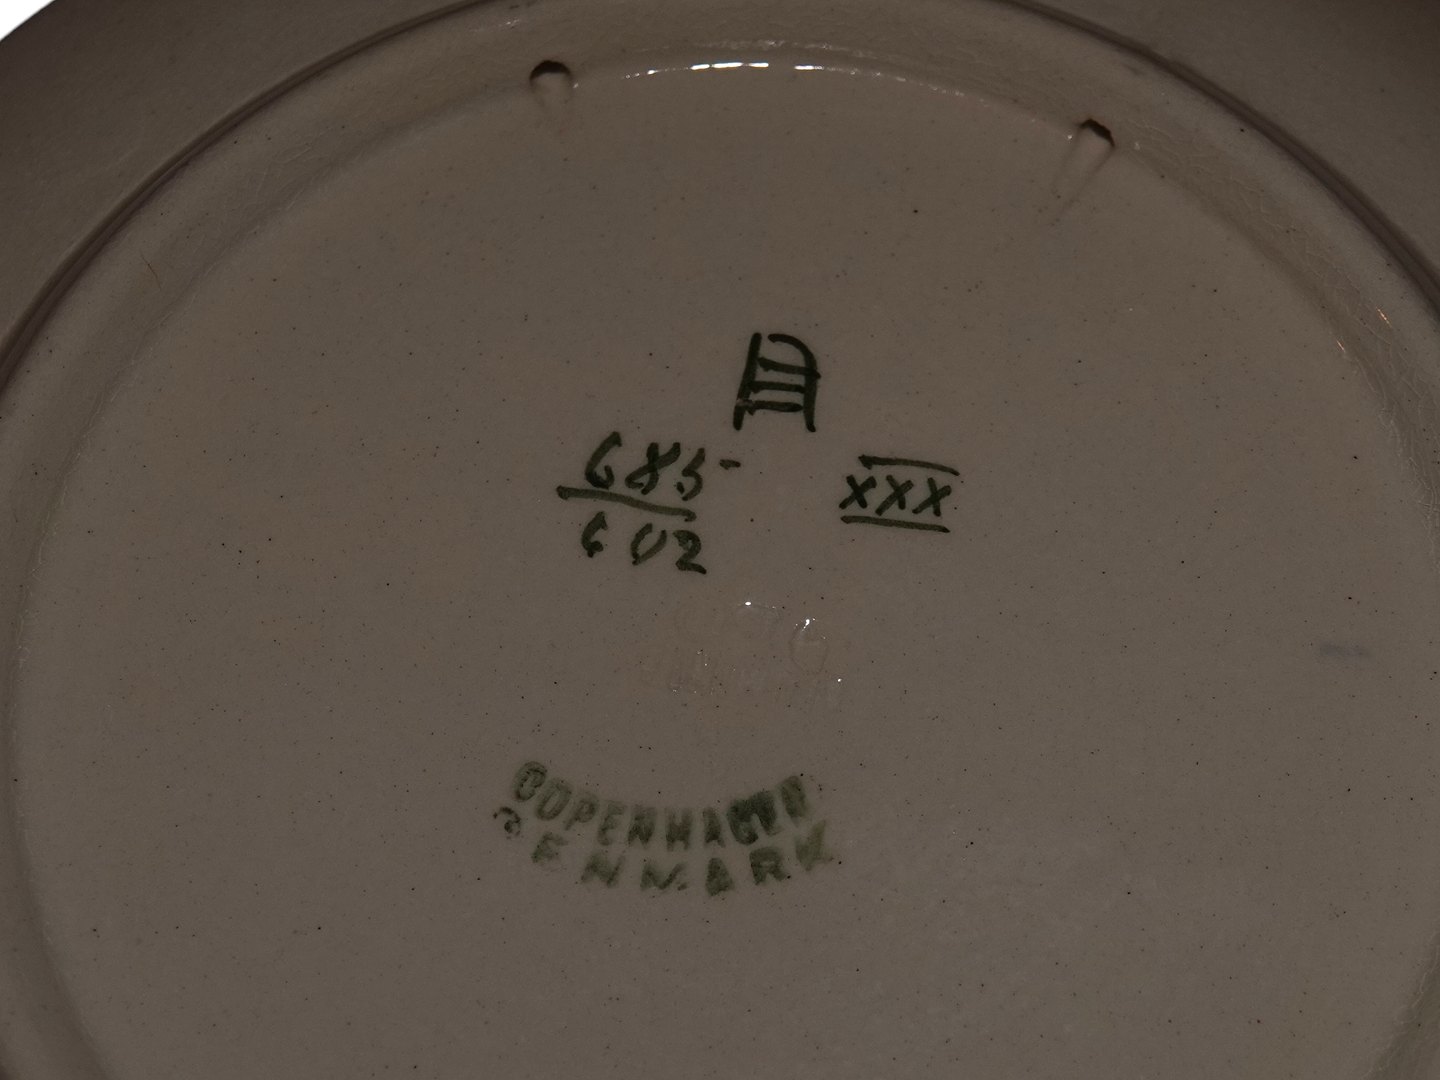 685-
602
XXX
COPENHAGEN
DENMARK